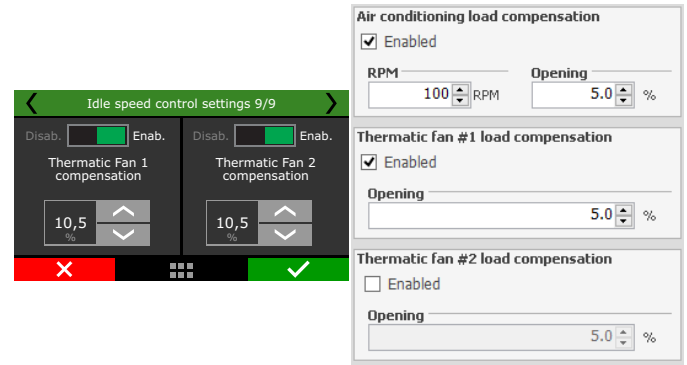 Idle speed control settings 9/9
Disab. Enab. Disab. Enab.
Thermatic Fan 1 Thermatic Fan 2
compensation compensation
10,5 10,5
% %
Air conditioning load compensation
Enabled
RPM Opening
100 RPM 5.0 %
Thermatic fan #1 load compensation
Enabled
Opening
5.0 %
Thermatic fan #2 load compensation
Enabled
Opening
5.0 %